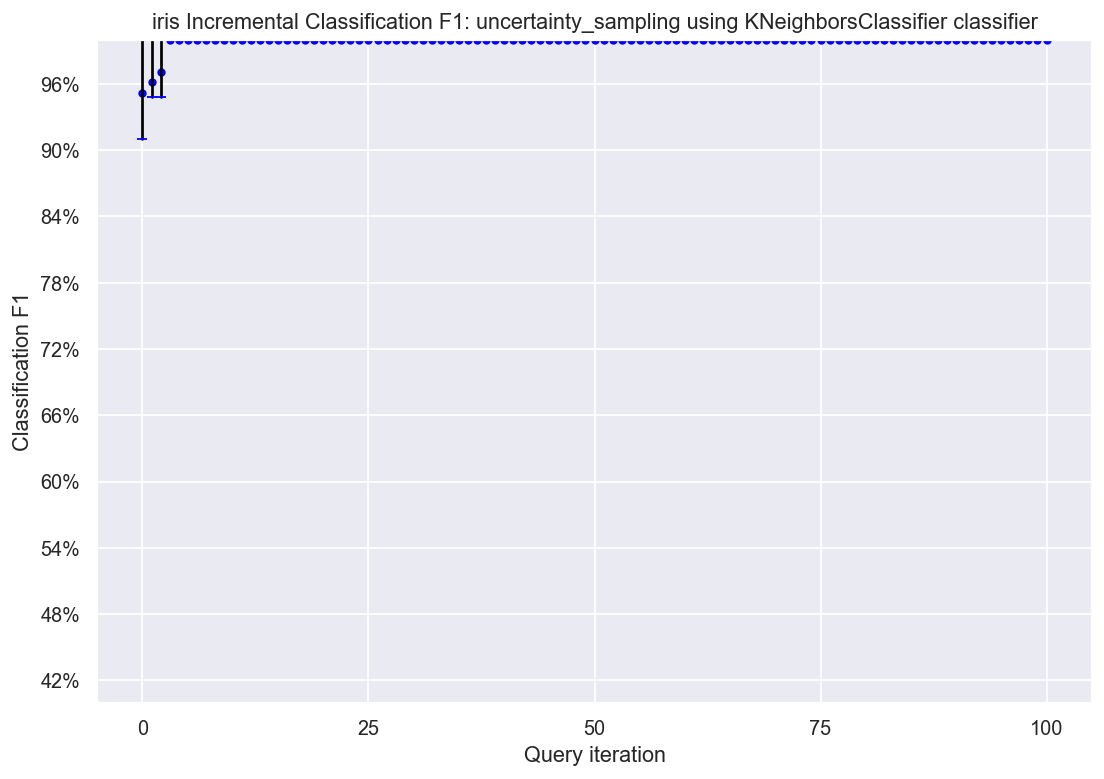 iris Incremental Classification F1: uncertainty_sampling using KNeighborsClassifier classifier
96%
90%
84%
78%
72%
66%
60%
54%
48%
42%
Classification F1
0 25 50 75 100
Query iteration